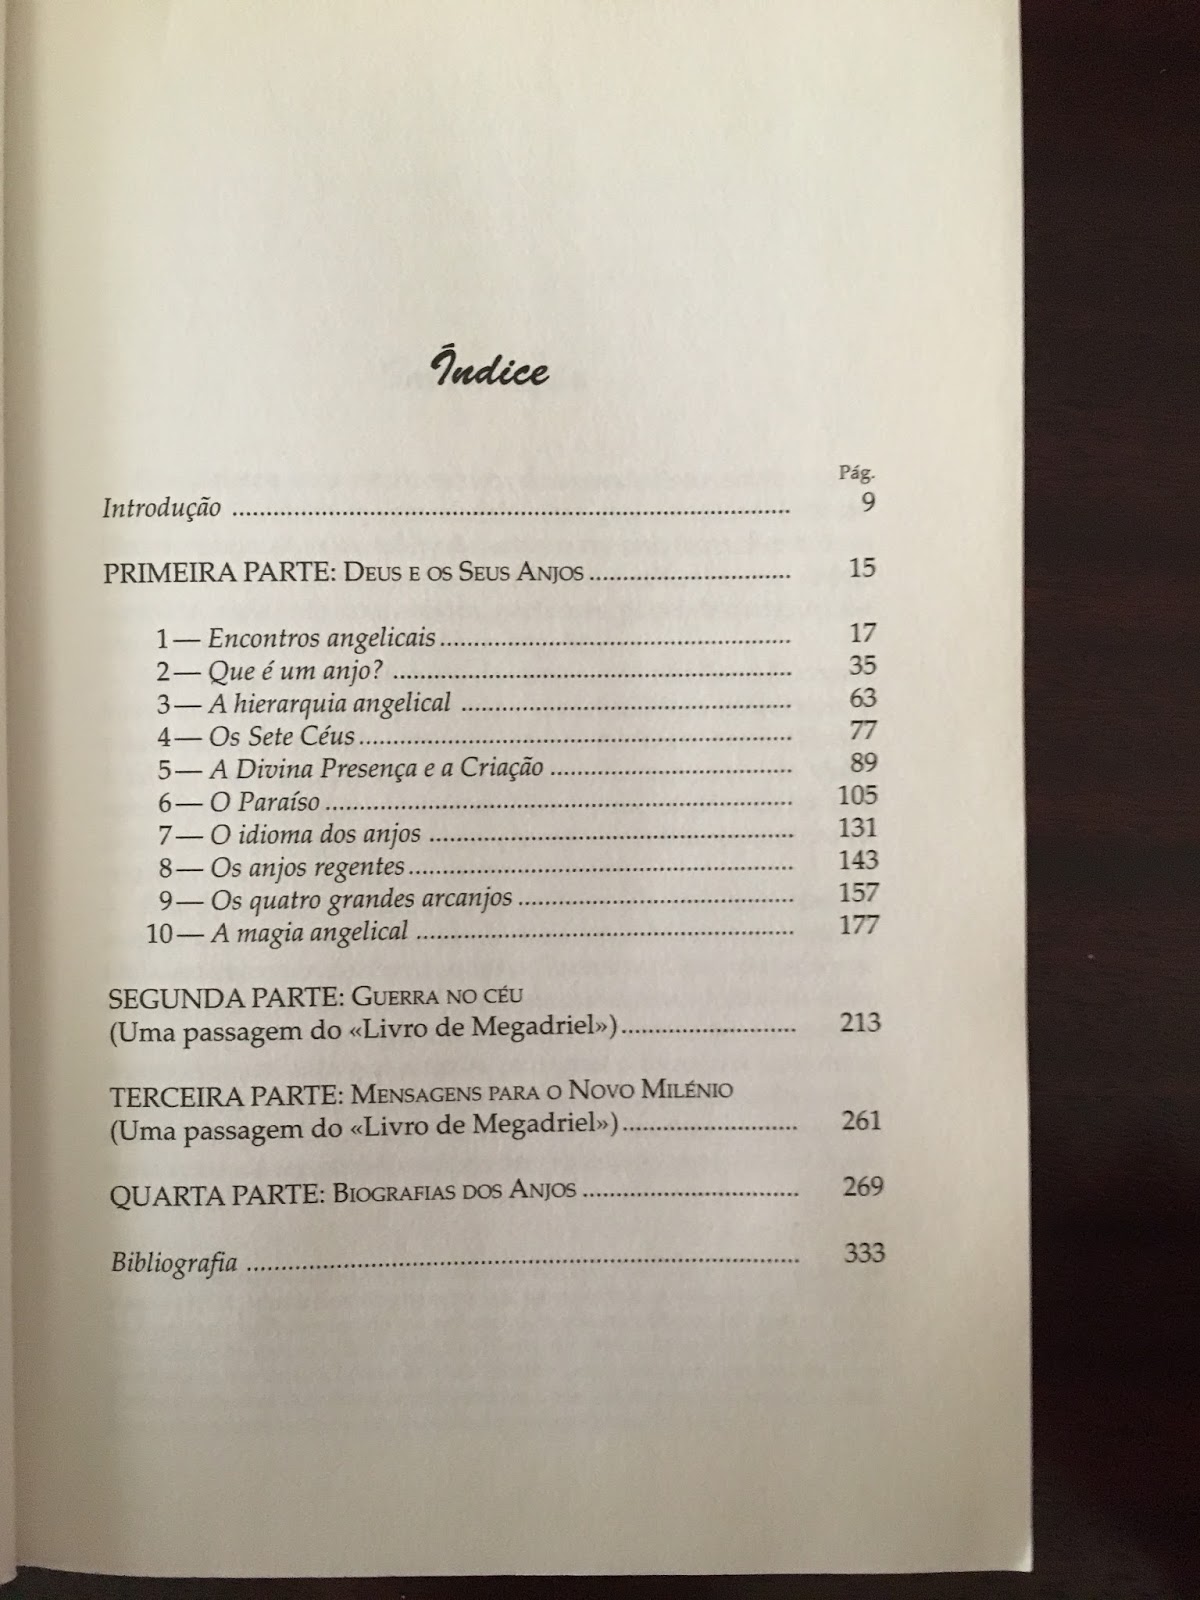 Índice
Pág.
Introdução ........................................ 9
PRIMEIRA PARTE: DEUS E OS SEUS ANJOS ........................................ 15
1 — Encontros angelicais ........................................ 17
2 — Que é um anjo? ........................................ 35
3 — A hierarquia angelical ........................................ 63
4 — Os Sete Céus ........................................ 77
5 — A Divina Presença e a Criação ........................................ 89
6 — O Paraíso ........................................ 105
7 — O idioma dos anjos ........................................ 131
8 — Os anjos regentes ........................................ 143
9 — Os quatro grandes arcanjos ........................................ 157
10 — A magia angelical ........................................ 177
SEGUNDA PARTE: GUERRA NO CÉU
(Uma passagem do «Livro de Megadriel») ........................................ 213
TERCEIRA PARTE: MENSAGENS PARA O NOVO MILÉNIO
(Uma passagem do «Livro de Megadriel») ........................................ 261
QUARTA PARTE: BIOGRAFIAS DOS ANJOS ........................................ 269
Bibliografia ........................................ 333